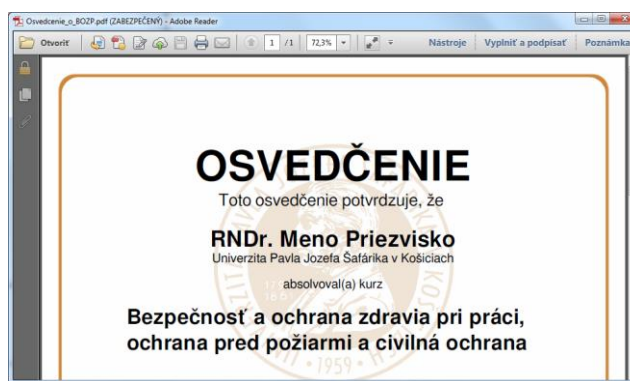 Osvedcenie_o_BOZP.pdf (ZABEZPEČENÝ) - Adobe Reader
Otvoriť 1 /1 72,3% Nástroje Vyplniť a podpísať Poznámka
OSVEDČENIE
Toto osvedčenie potvrdzuje, že
RNDr. Meno Priezvisko
Univerzita Pavla Jozefa Šafárika v Košiciach
absolvoval(a) kurz
Bezpečnosť a ochrana zdravia pri práci,
ochrana pred požiarmi a civilná ochrana
1959